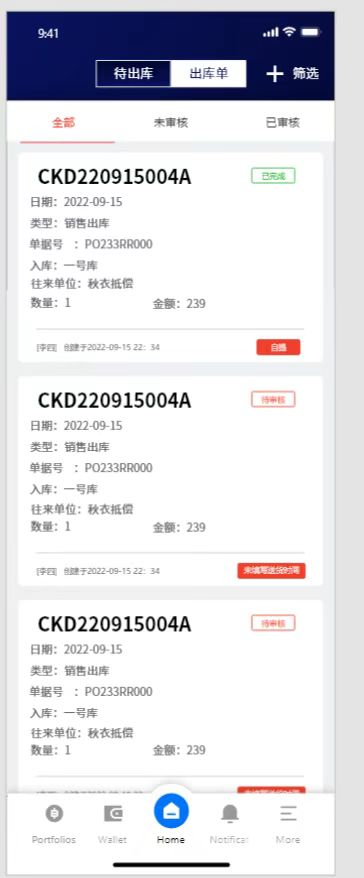 9:41
待出库 出库单 筛选
全部 未审核 已审核
CKD220915004A 已完成
日期：2022-09-15
类型：销售出库
单据号 ：PO233RR000
入库：一号库
往来单位：秋衣抵偿
数量：1 金额：239
[李四] 创建于2022-09-15 22：34 自提
CKD220915004A 待审核
日期：2022-09-15
类型：销售出库
单据号 ：PO233RR000
入库：一号库
往来单位：秋衣抵偿
数量：1 金额：239
[李四] 创建于2022-09-15 22：34 未填写送货时间
CKD220915004A 待审核
日期：2022-09-15
类型：销售出库
单据号 ：PO233RR000
入库：一号库
往来单位：秋衣抵偿
数量：1 金额：239
Portfolios Wallet Home Notificat More